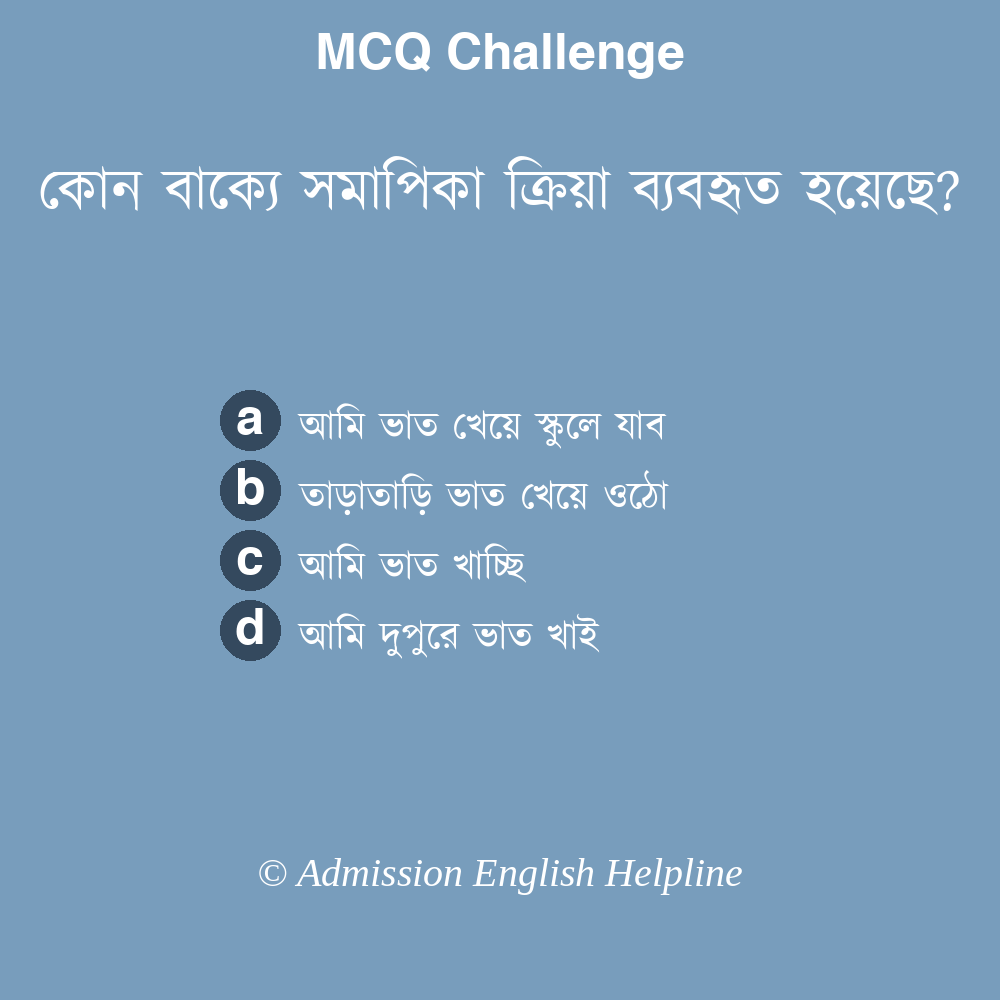 MCQ Challenge
কোন বাক্যে সমাপিকা ক্রিয়া ব্যবহৃত হয়েছে?
a আমি ভাত খেয়ে স্কুলে যাব
b তাড়াতাড়ি ভাত খেয়ে ওঠো
c আমি ভাত খাচ্ছি
d আমি দুপুরে ভাত খাই
© Admission English Helpline